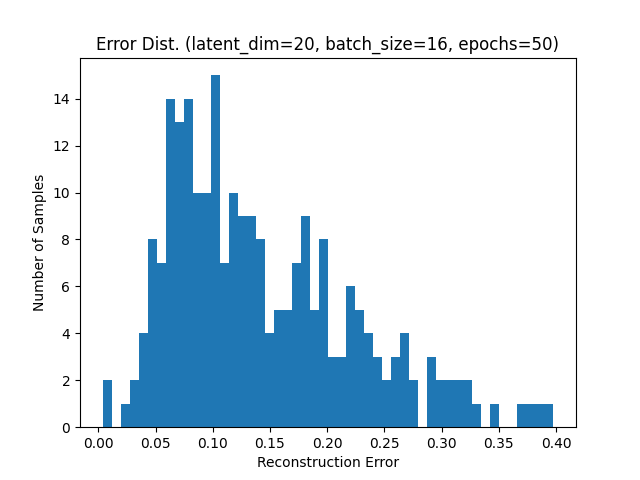 Error Dist. (latent_dim=20, batch_size=16, epochs=50)
Number of Samples
14
12
10
8
6
4
2
0
0.00 0.05 0.10 0.15 0.20 0.25 0.30 0.35 0.40
Reconstruction Error